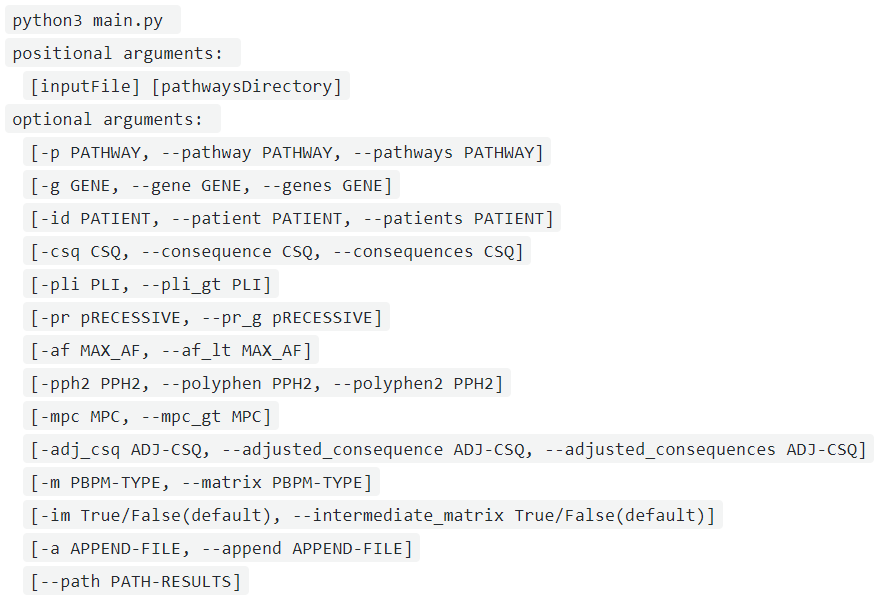 python3 main.py
positional arguments:
[inputFile] [pathwaysDirectory]
optional arguments:
[-p PATHWAY, --pathway PATHWAY, --pathways PATHWAY]
[-g GENE, --gene GENE, --genes GENE]
[-id PATIENT, --patient PATIENT, --patients PATIENT]
[-csq CSQ, --consequence CSQ, --consequences CSQ]
[-pli PLI, --pli_gt PLI]
[-pr pRECESSIVE, --pr_g pRECESSIVE]
[-af MAX_AF, --af_lt MAX_AF]
[-pph2 PPH2, --polyphen PPH2, --polyphen2 PPH2]
[-mpc MPC, --mpc_gt MPC]
[-adj_csq ADJ-CSQ, --adjusted_consequence ADJ-CSQ, --adjusted_consequences ADJ-CSQ]
[-m PBPM-TYPE, --matrix PBPM-TYPE]
[-im True/False(default), --intermediate_matrix True/False(default)]
[-a APPEND-FILE, --append APPEND-FILE]
[--path PATH-RESULTS]